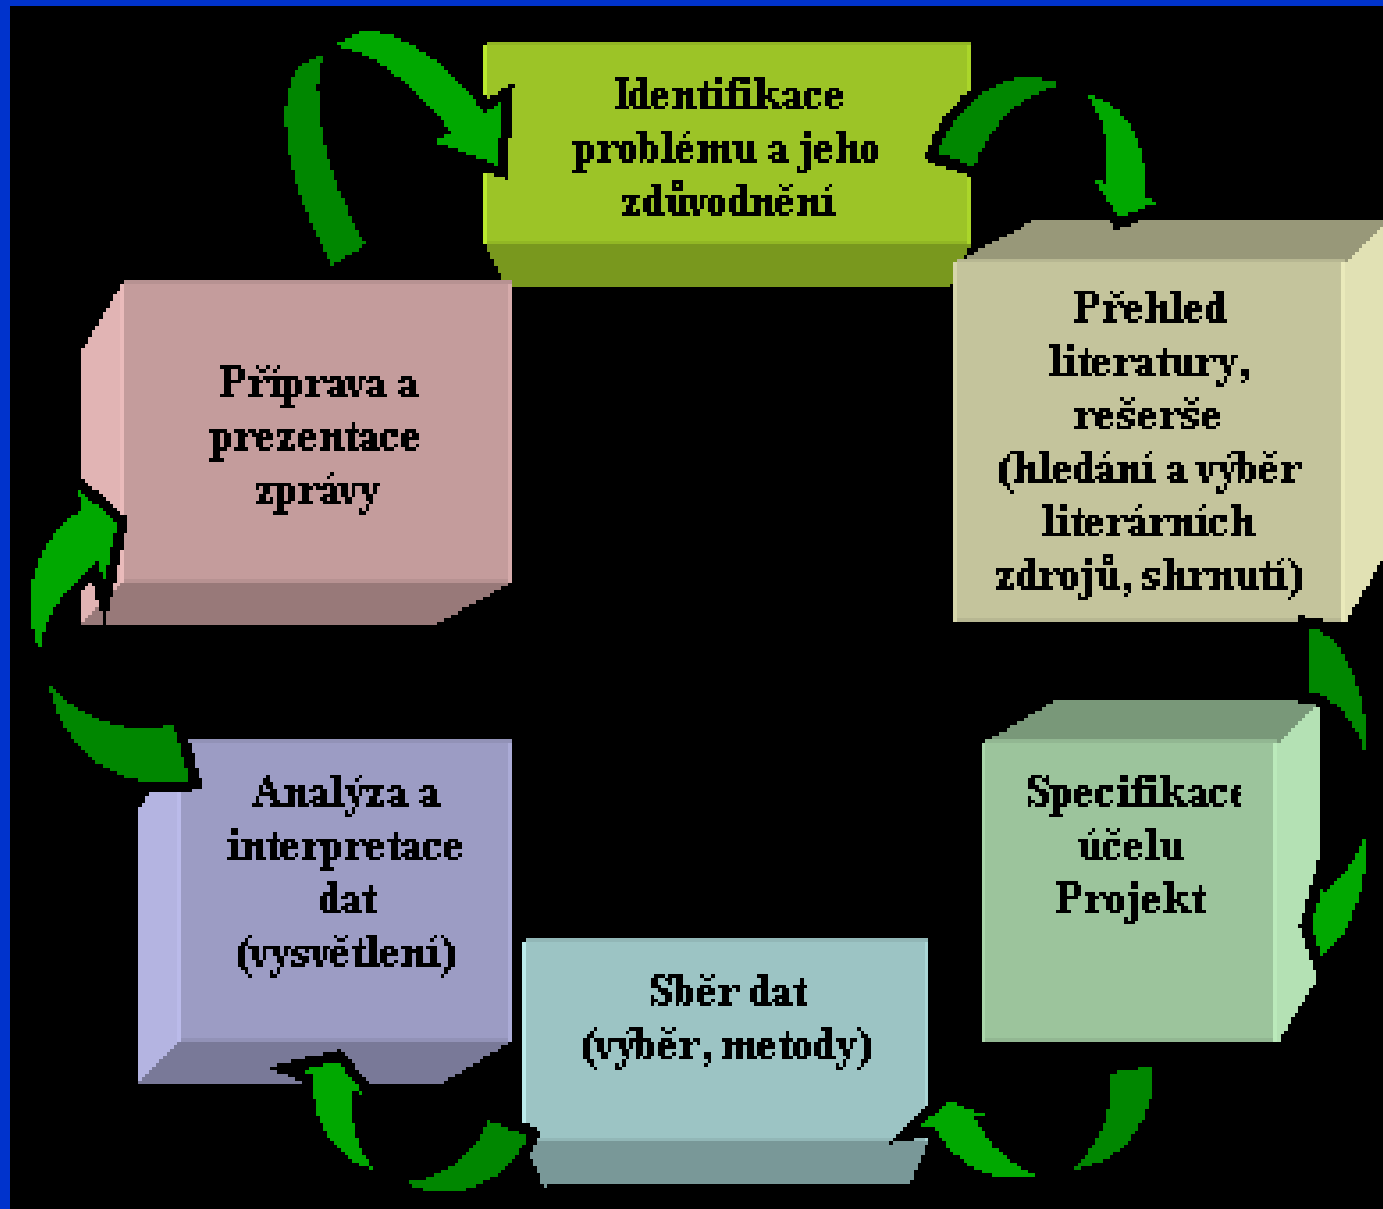 Identifikace
problému a jeho
zdůvodnění
Přehled
literatury,
rešerše
(hledání a výběr
literárních
zdrojů, shrnutí)
Specifikace
účelu
Projekt
Sběr dat
(výběr, metody)
Analýza a
interpretace
dat
(vysvětlení)
Příprava a
prezentace
zprávy